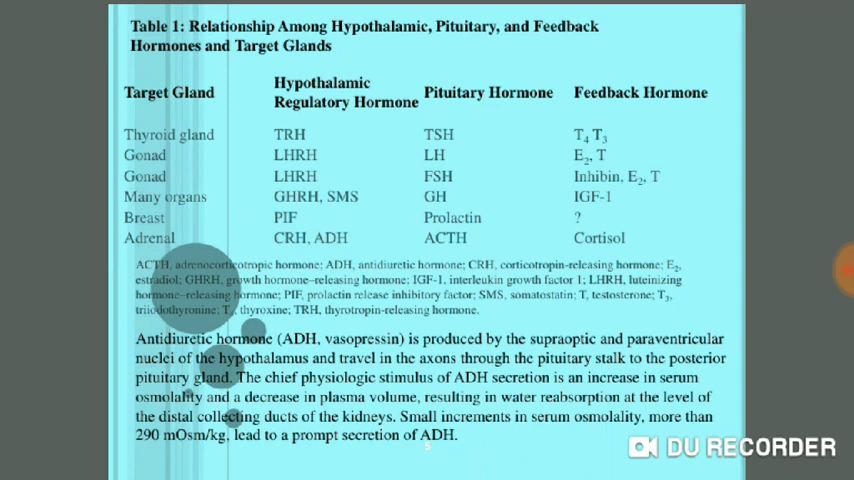 Table 1: Relationship Among Hypothalamic, Pituitary, and Feedback
Hormones and Target Glands
Target Gland Hypothalamic Regulatory Hormone Pituitary Hormone Feedback Hormone
Thyroid gland TRH TSH T4 T3
Gonad LHRH LH E2, T
Gonad LHRH FSH Inhibin, E2, T
Many organs GHRH, SMS GH IGF-1
Breast PIF Prolactin ?
Adrenal CRH, ADH ACTH Cortisol
ACTH, adrenocorticotropic hormone; ADH, antidiuretic hormone; CRH, corticotropin-releasing hormone; E2,
estradiol; GHRH, growth hormone–releasing hormone; IGF-1, interleukin growth factor 1; LHRH, luteinizing
hormone–releasing hormone; PIF, prolactin release inhibitory factor; SMS, somatostatin; T, testosterone; T3,
triiodothyronine; T4, thyroxine; TRH, thyrotropin-releasing hormone.
Antidiuretic hormone (ADH, vasopressin) is produced by the supraoptic and paraventricular
nuclei of the hypothalamus and travel in the axons through the pituitary stalk to the posterior
pituitary gland. The chief physiologic stimulus of ADH secretion is an increase in serum
osmolality and a decrease in plasma volume, resulting in water reabsorption at the level of
the distal collecting ducts of the kidneys. Small increments in serum osmolality, more than
290 mOsm/kg, lead to a prompt secretion of ADH.
5
DU RECORDER